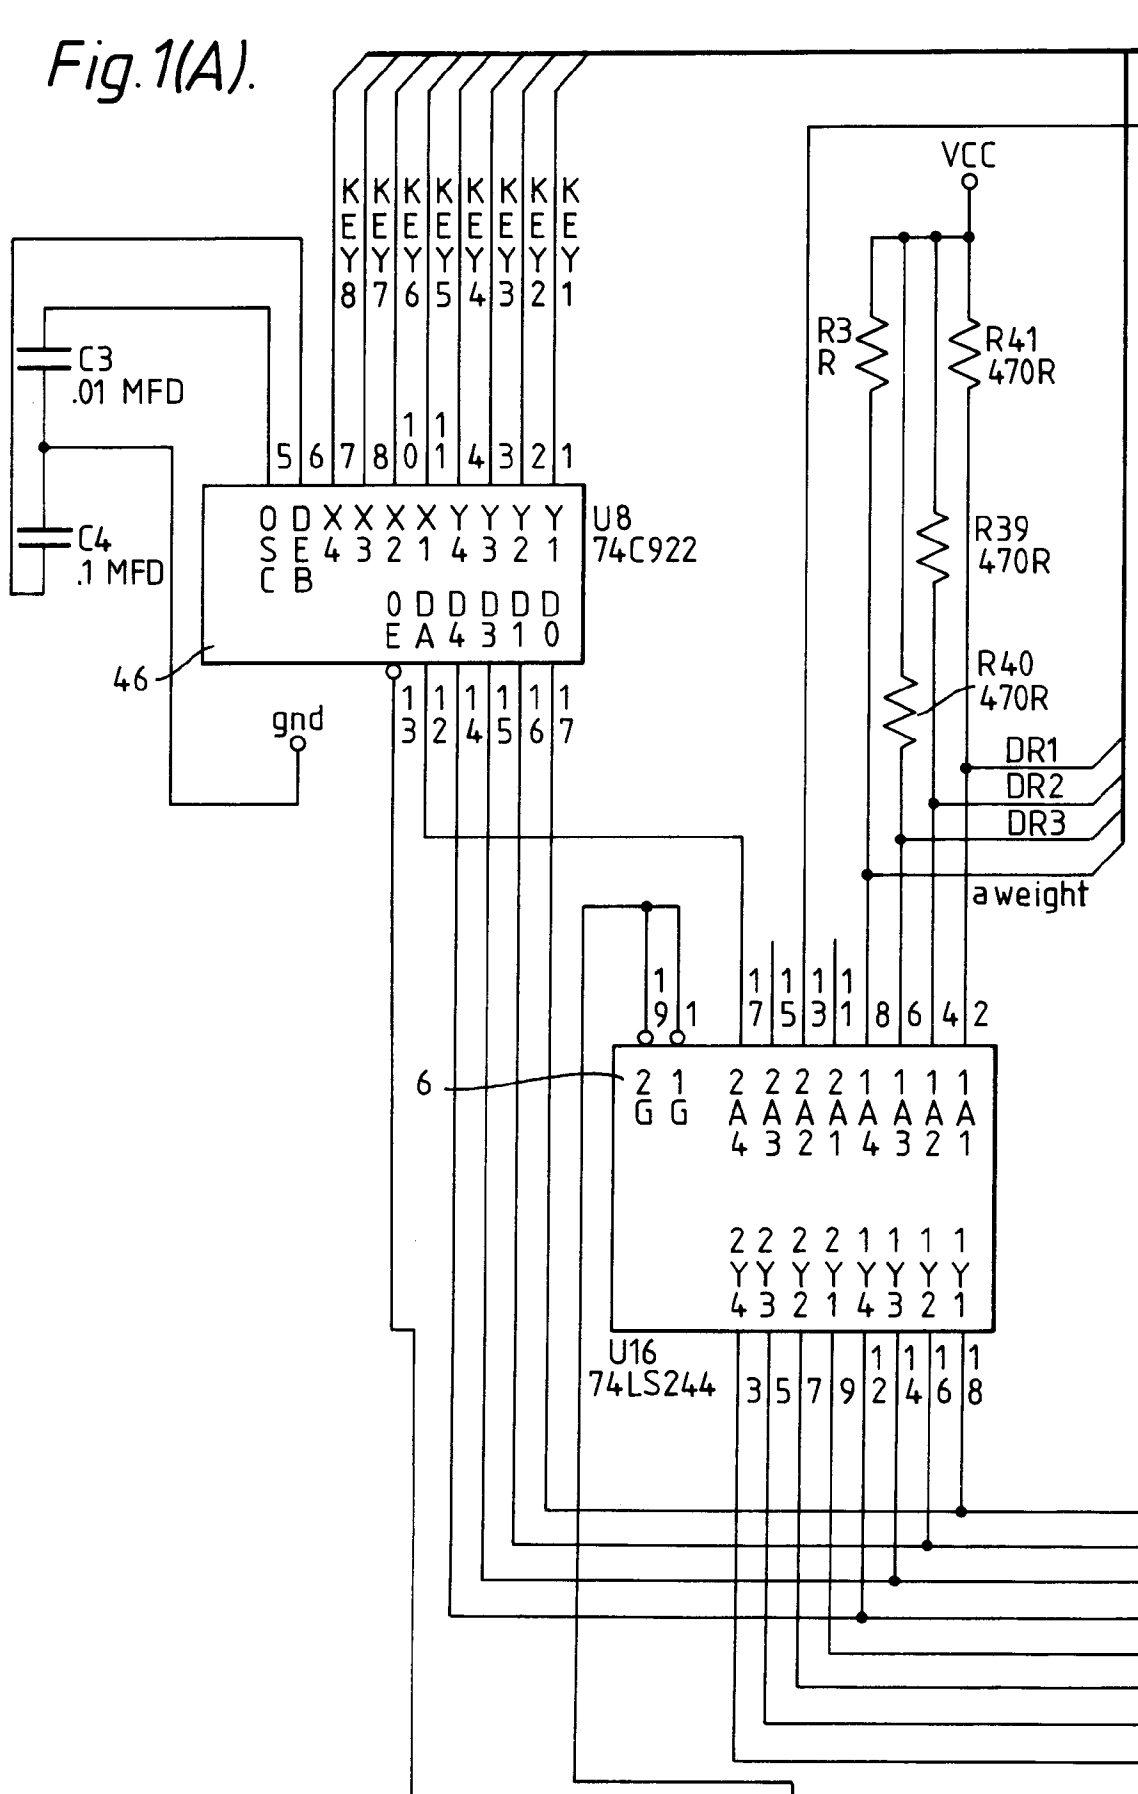 Fig.1(A).
VCC
KEY8 KEY7 KEY6 KEY5 KEY4 KEY3 KEY2 KEY1
C3
.01 MFD
R3
R
R41
470R
5 6 7 8 10 11 4 3 2 1
OSC DEB X4 X3 X2 X1 Y4 Y3 Y2 Y1
U8
74C922
C4
.1 MFD
R39
470R
OE DA D4 D3 D1 D0
46
R40
470R
13 12 14 15 16 17
gnd
DR1
DR2
DR3
a weight
19 1 17 15 13 11 8 6 4 2
6
2G 1G 2A4 2A3 2A2 2A1 1A4 1A3 1A2 1A1
2Y4 2Y3 2Y2 2Y1 1Y4 1Y3 1Y2 1Y1
U16
74LS244
3 5 7 9 12 14 16 18